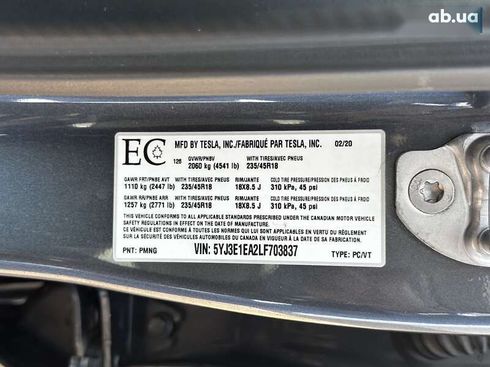 ab.ua
EC
MFD BY TESLA, INC./FABRIQUÉ PAR TESLA, INC. 02/20
126 GVWR/PNBV WITH TIRES/AVEC PNEUS
2060 kg (4541 lb) 235/45R18
GAWR FRT/PNBE AVT WITH TIRES/AVEC PNEUS RIM/JANTE COLD TIRE PRESSURE/PRESSION DES PNEUS À FROID
1110 kg (2447 lb) 235/45R18 18X8.5 J 310 kPa, 45 psi
GAWR RR/PNBE ARR WITH TIRES/AVEC PNEUS RIM/JANTE COLD TIRE PRESSURE/PRESSION DES PNEUS À FROID
1257 kg (2771 lb) 235/45R18 18X8.5 J 310 kPa, 45 psi
THIS VEHICLE CONFORMS TO ALL APPLICABLE STANDARDS PRESCRIBED UNDER THE CANADIAN MOTOR VEHICLE
SAFETY REGULATIONS IN EFFECT ON THE DATE OF MANUFACTURE/
CE VÉHICULE EST CONFORME À TOUTES LES NORMES QUI LUI SONT APPLICABLES EN VERTU DU RÈGLEMENT SUR LA
SÉCURITÉ DES VÉHICULES AUTOMOBILES DU CANADA EN VIGUEUR À LA DATE DE SA FABRICATION
PNT: PMNG VIN: 5YJ3E1EA2LF703837 TYPE: PC/VT